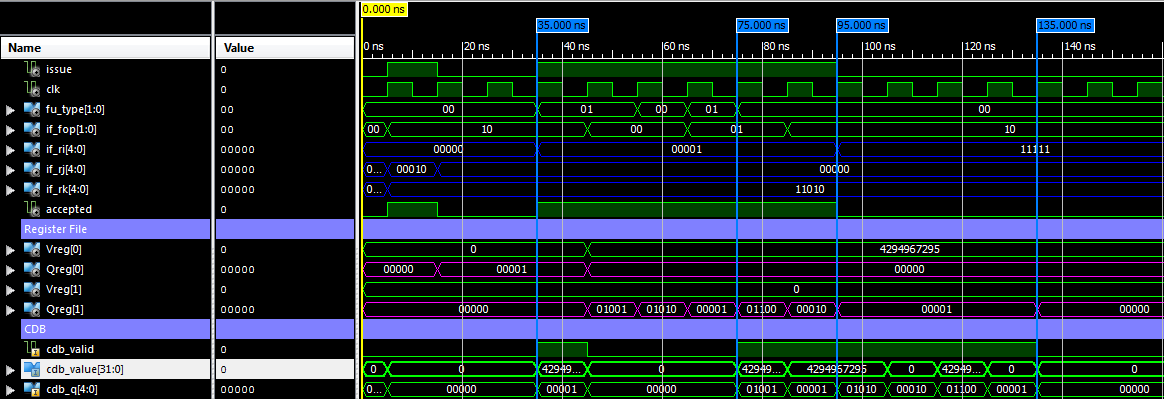 0.000 ns
35.000 ns 75.000 ns 95.000 ns 135.000 ns
Name Value 0 ns 20 ns 40 ns 60 ns 80 ns 100 ns 120 ns 140 ns
issue 0
clk 0
fu_type[1:0] 00 00 01 00 01 00
if_fop[1:0] 00 00 10 00 01 10
if_ri[4:0] 00000 00000 00001 11111
if_rj[4:0] 00000 0... 00010 00000
if_rk[4:0] 00000 0... 11010
accepted 0
Register File
Vreg[0] 0 0 4294967295
Qreg[0] 00000 00000 00001 00000
Vreg[1] 0 0
Qreg[1] 00000 00000 01001 01010 00001 01100 00010 00001 00000
CDB
cdb_valid 0
cdb_value[31:0] 0 0 0 42949... 0 42949... 4294967295 0 42949... 0 0
cdb_q[4:0] 00000 0... 00000 00001 00000 01001 00001 01010 00010 01100 00001 00000